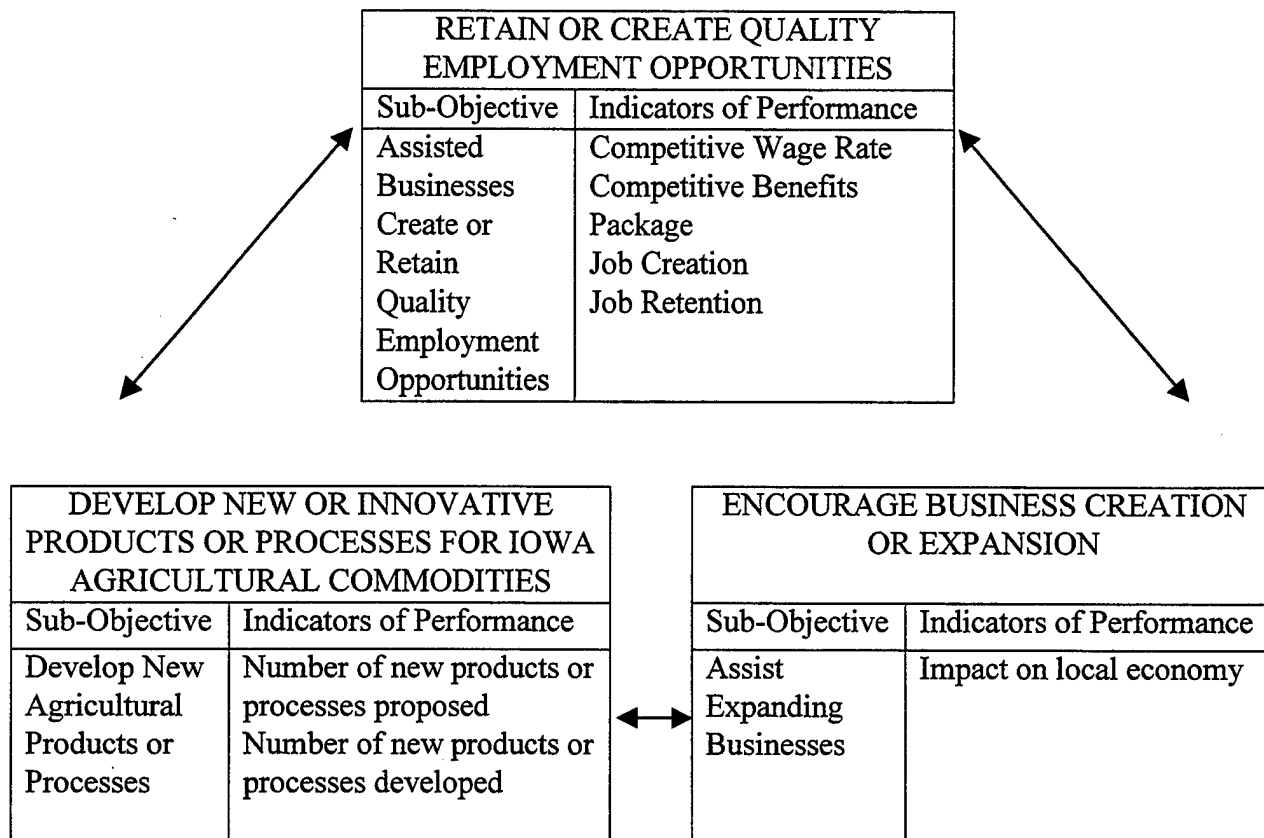 RETAIN OR CREATE QUALITY
EMPLOYMENT OPPORTUNITIES
Sub-Objective
Indicators of Performance
Assisted
Businesses
Create or
Retain
Quality
Employment
Opportunities
Competitive Wage Rate
Competitive Benefits
Package
Job Creation
Job Retention
DEVELOP NEW OR INNOVATIVE
PRODUCTS OR PROCESSES FOR IOWA
AGRICULTURAL COMMODITIES
Sub-Objective
Indicators of Performance
Develop New
Agricultural
Products or
Processes
Number of new products or
processes proposed
Number of new products or
processes developed
ENCOURAGE BUSINESS CREATION
OR EXPANSION
Sub-Objective
Indicators of Performance
Assist
Expanding
Businesses
Impact on local economy